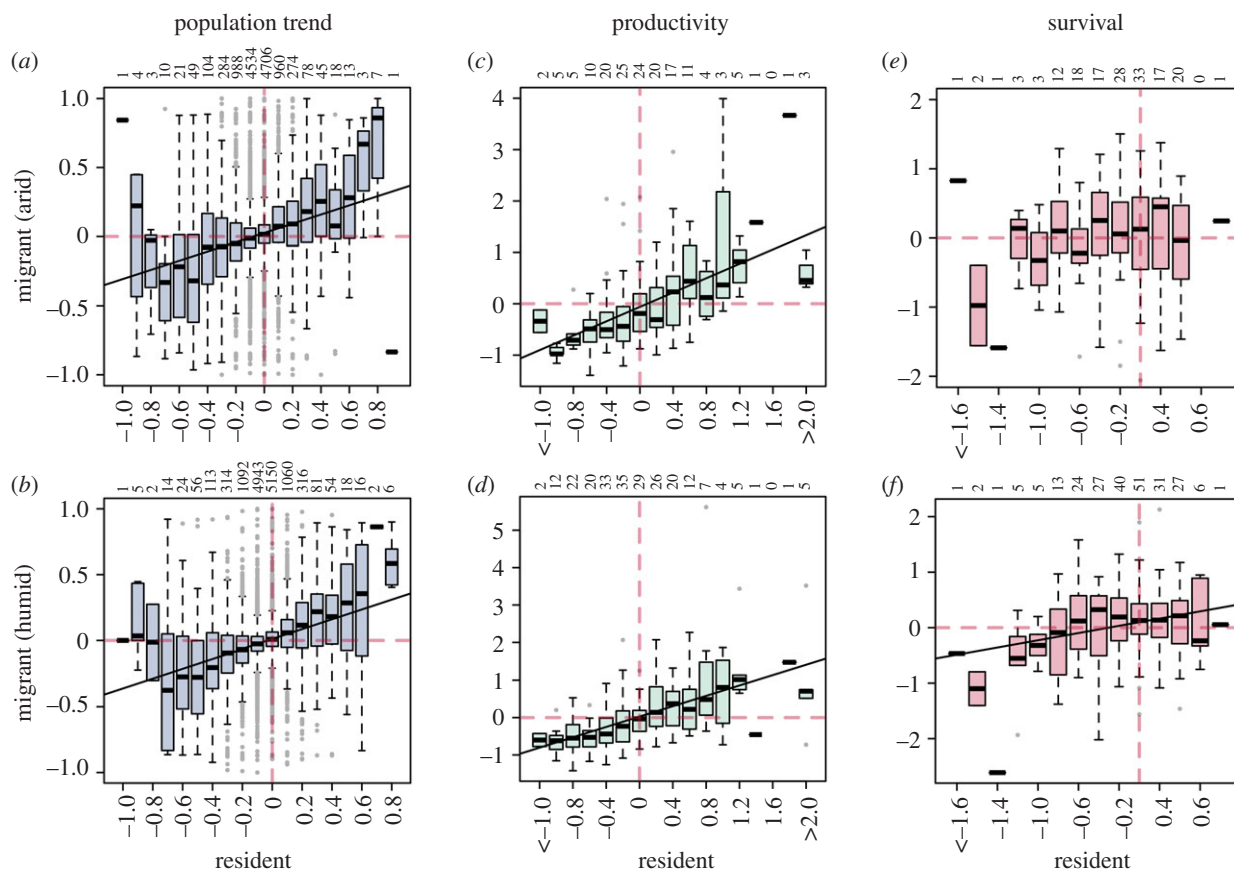 population trend
productivity
survival
(a)
1 4 3 10 21 49 104 284 988 4534 4706 960 274 78 45 18 13 3 7 1
(c)
2 5 5 10 20 25 24 20 17 11 4 3 5 1 0 1 3
(e)
1 2 1 3 3 12 18 17 28 33 17 20 0 1
migrant (arid)
1.0
0.5
0
−0.5
−1.0
4
3
2
1
0
−1
2
1
0
−1
−2
−1.0 −0.8 −0.6 −0.4 −0.2 0 0.2 0.4 0.6 0.8
<−1.0 −0.8 −0.4 0 0.4 0.8 1.2 >2.0
<−1.6 −1.4 −1.0 −0.6 −0.2 0.4 0.6
(b)
1 5 2 14 24 56 113 314 1092 4943 5150 1060 316 81 54 18 16 2 6
(d)
2 12 22 20 33 35 29 26 20 12 7 4 5 1 0 5
(f)
1 2 1 5 5 13 24 27 40 51 31 27 6 1
migrant (humid)
1.0
0.5
0
−0.5
−1.0
5
4
3
2
1
0
−1
2
1
0
−1
−2
−1.0 −0.8 −0.6 −0.4 −0.2 0 0.2 0.4 0.6 0.8
<−1.0 −0.8 −0.4 0 0.4 0.8 1.2 >2.0
<−1.6 −1.4 −1.0 −0.6 −0.2 0.4 0.6
resident
resident
resident